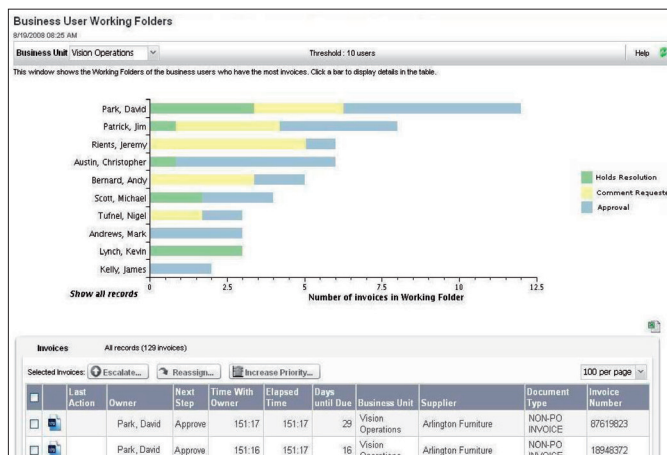 Business User Working Folders
8/19/2008 08:25 AM
Business Unit Vision Operations Threshold : 10 users Help
This window shows the Working Folders of the business users who have the most invoices. Click a bar to display details in the table.
Park, David
Patrick, Jim
Rients, Jeremy
Austin, Christopher
Bernard, Andy
Scott, Michael
Tufnel, Nigel
Andrews, Mark
Lynch, Kevin
Kelly, James
Holds Resolution
Comment Requeste
Approval
0 2.5 5 7.5 10 12.5
Show all records
Number of invoices in Working Folder
Invoices All records (129 invoices)
Selected Invoices: Escalate... Reassign... Increase Priority... 100 per page
Last Action Owner Next Step Time With Owner Elapsed Time Days until Due Business Unit Supplier Document Type Invoice Number
Park, David Approve 151:17 151:17 29 Vision Operations Arlington Furniture NON-PO INVOICE 87619823
Park, David Approve 151:16 151:17 16 Vision Operations Arlington Furniture NON-PO INVOICE 18948372